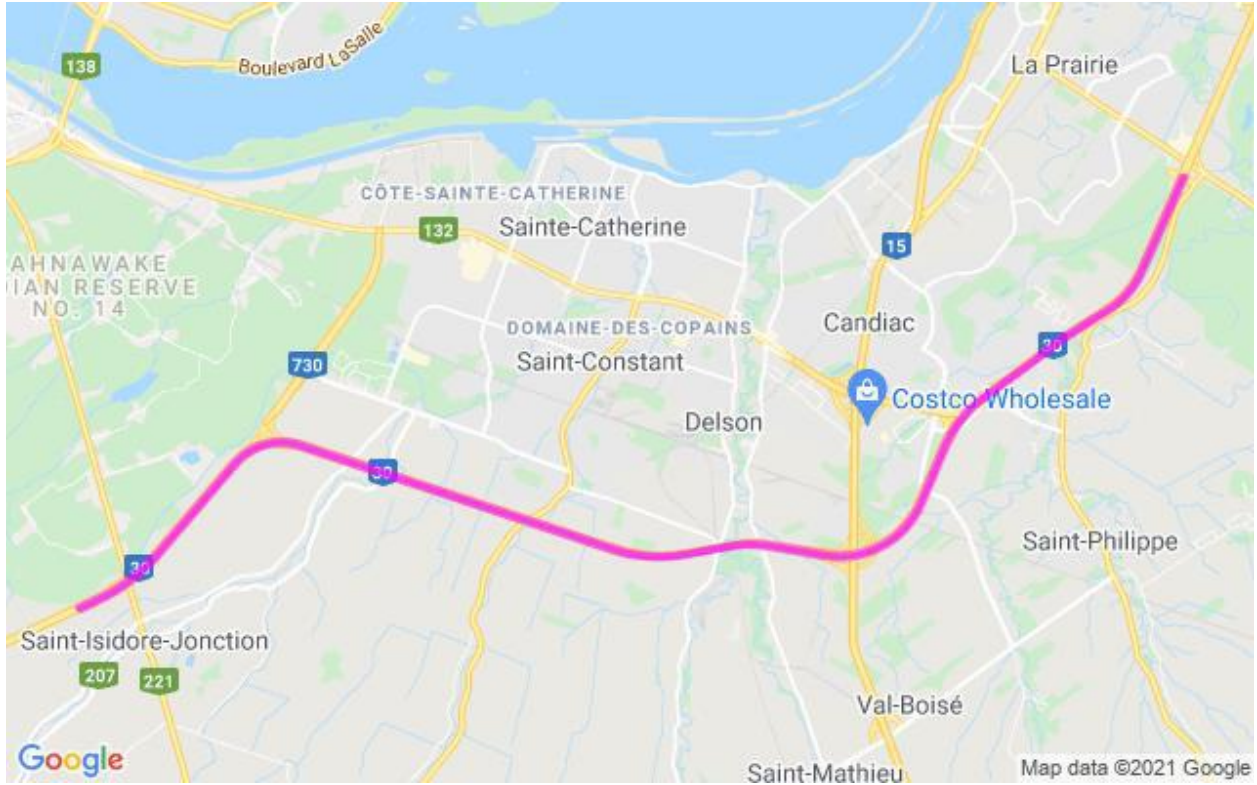 138
Boulevard LaSalle
La Prairie
CÔTE-SAINTE-CATHERINE
Sainte-Catherine
132
15
AHNAWAKE
DIAN RESERVE
NO. 14
DOMAINE-DES-COPAINS
Candiac
30
730
Saint-Constant
Costco Wholesale
Delson
30
Saint-Philippe
30
Saint-Isidore-Jonction
207
221
Val-Boisé
Google
Saint-Mathieu
Map data ©2021 Google